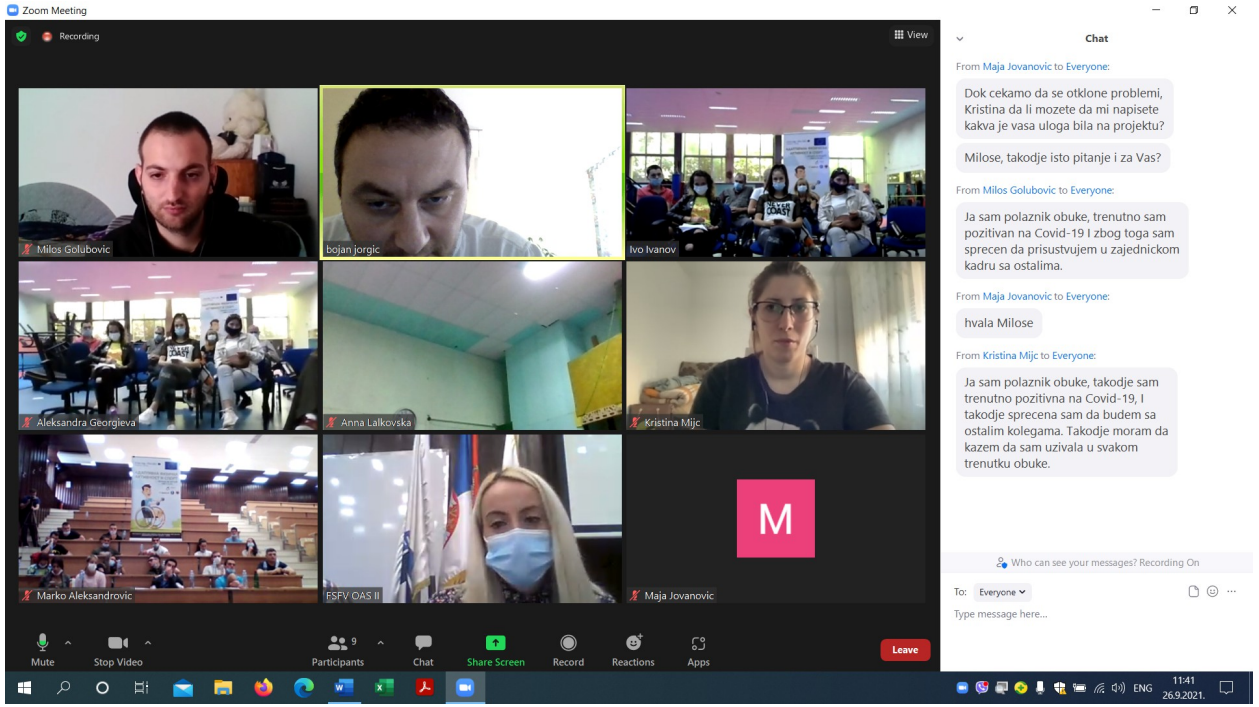 Zoom Meeting
Recording
View
Milos Golubovic
bojan jorgic
Ivo Ivanov
NEVER
COAST
Aleksandra Georgieva
COAST
Anna Lalkovska
Kristina Mijc
Marko Aleksandrovic
FSFV OAS II
M
Maja Jovanovic
Mute
Stop Video
9
Participants
Chat
Share Screen
Record
Reactions
Apps
Leave
Chat
From Maja Jovanovic to Everyone:
Dok cekamo da se otklone problemi,
Kristina da li mozete da mi napisete
kakva je vasa uloga bila na projektu?
Milose, takodje isto pitanje i za Vas?
From Milos Golubovic to Everyone:
Ja sam polaznik obuke, trenutno sam
pozitivan na Covid-19 I zbog toga sam
sprecen da prisustvujem u zajednickom
kadru sa ostalima.
From Maja Jovanovic to Everyone:
hvala Milose
From Kristina Mijc to Everyone:
Ja sam polaznik obuke, takodje sam
trenutno pozitivna na Covid-19, I
takodje sprecena sam da budem sa
ostalim kolegama. Takodje moram da
kazem da sam uzivala u svakom
trenutku obuke.
Who can see your messages? Recording On
To: Everyone
Type message here...
ENG
11:41
26.9.2021.